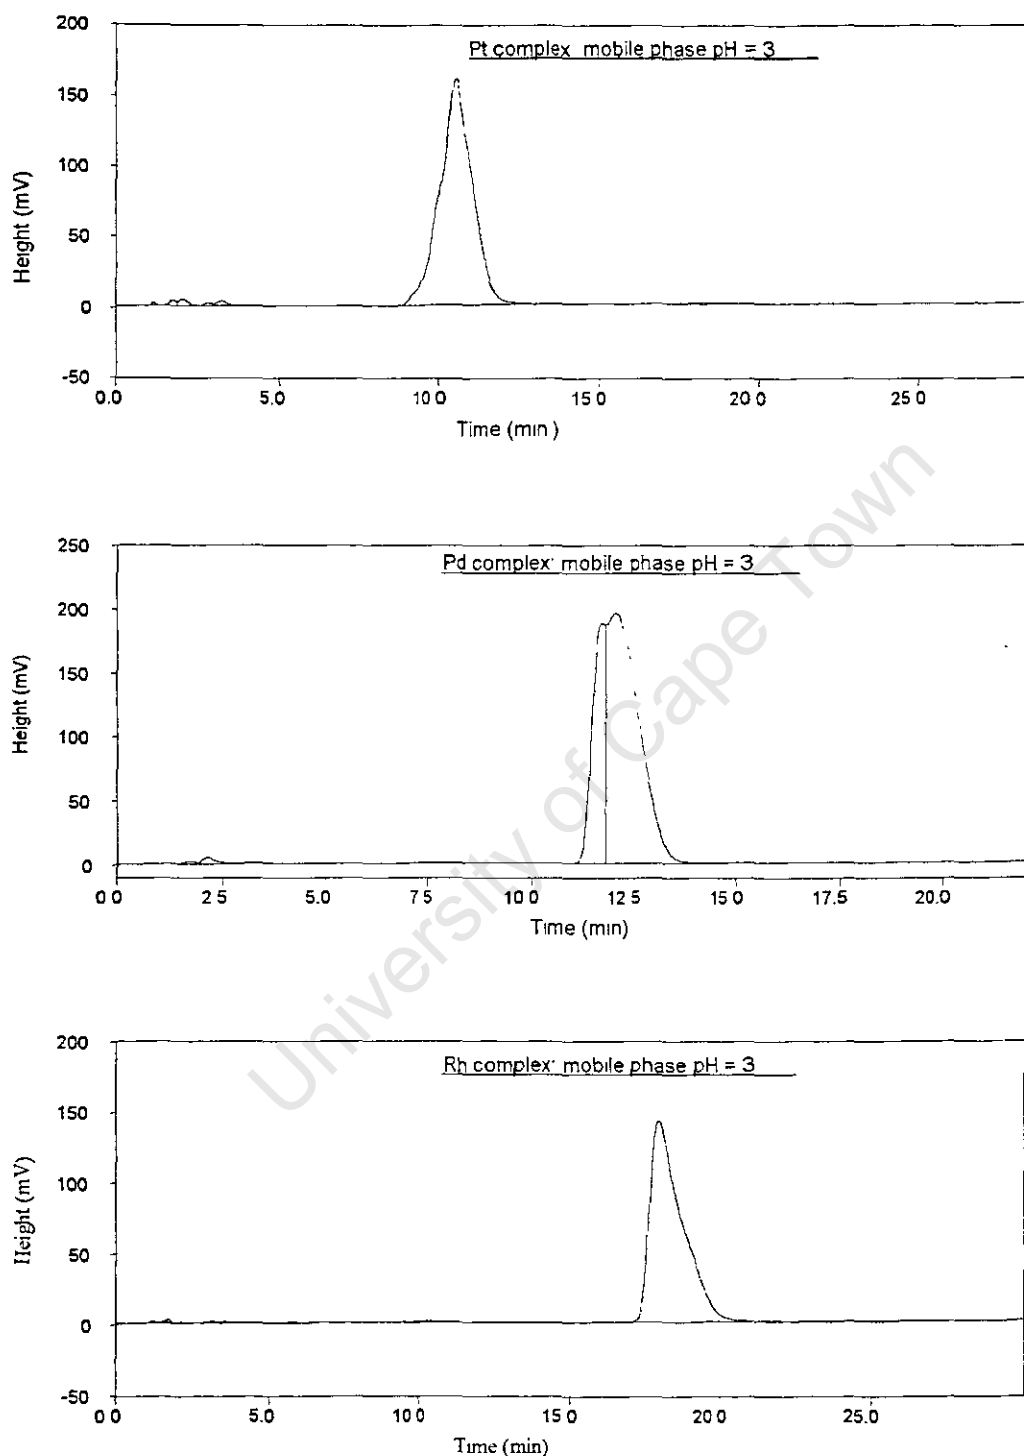 200
Pt complex mobile phase pH = 3
150
100
50
0
-50
Height (mV)
0 0 5.0 10 0 15 0 20 0 25 0
Time (min )
250
Pd complex: mobile phase pH = 3
200
150
100
50
0
Height (mV)
0 0 2 5 5.0 7 5 10 0 12 5 15 0 17.5 20.0
Time (min)
200
Rh complex: mobile phase pH = 3
150
100
50
0
-50
Height (mV)
0 0 5.0 10 0 15 0 20 0 25.0
Time (min)
University of Cape Town